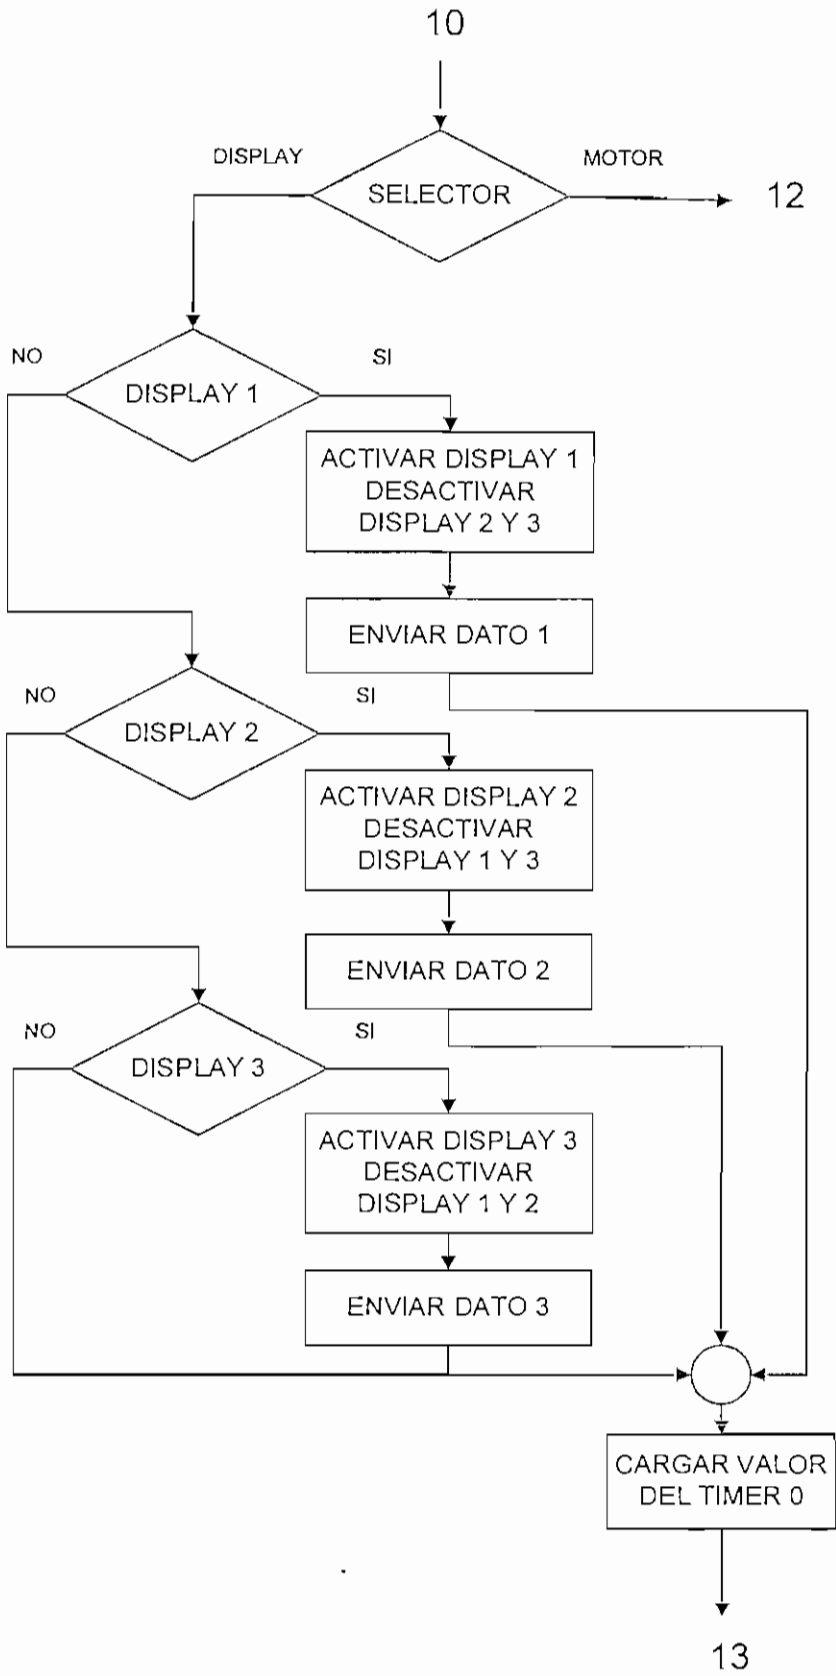 10
DISPLAY
MOTOR
SELECTOR
12
NO
SI
DISPLAY 1
ACTIVAR DISPLAY 1
DESACTIVAR
DISPLAY 2 Y 3
ENVIAR DATO 1
NO
SI
DISPLAY 2
ACTIVAR DISPLAY 2
DESACTIVAR
DISPLAY 1 Y 3
ENVIAR DATO 2
NO
SI
DISPLAY 3
ACTIVAR DISPLAY 3
DESACTIVAR
DISPLAY 1 Y 2
ENVIAR DATO 3
CARGAR VALOR
DEL TIMER 0
13